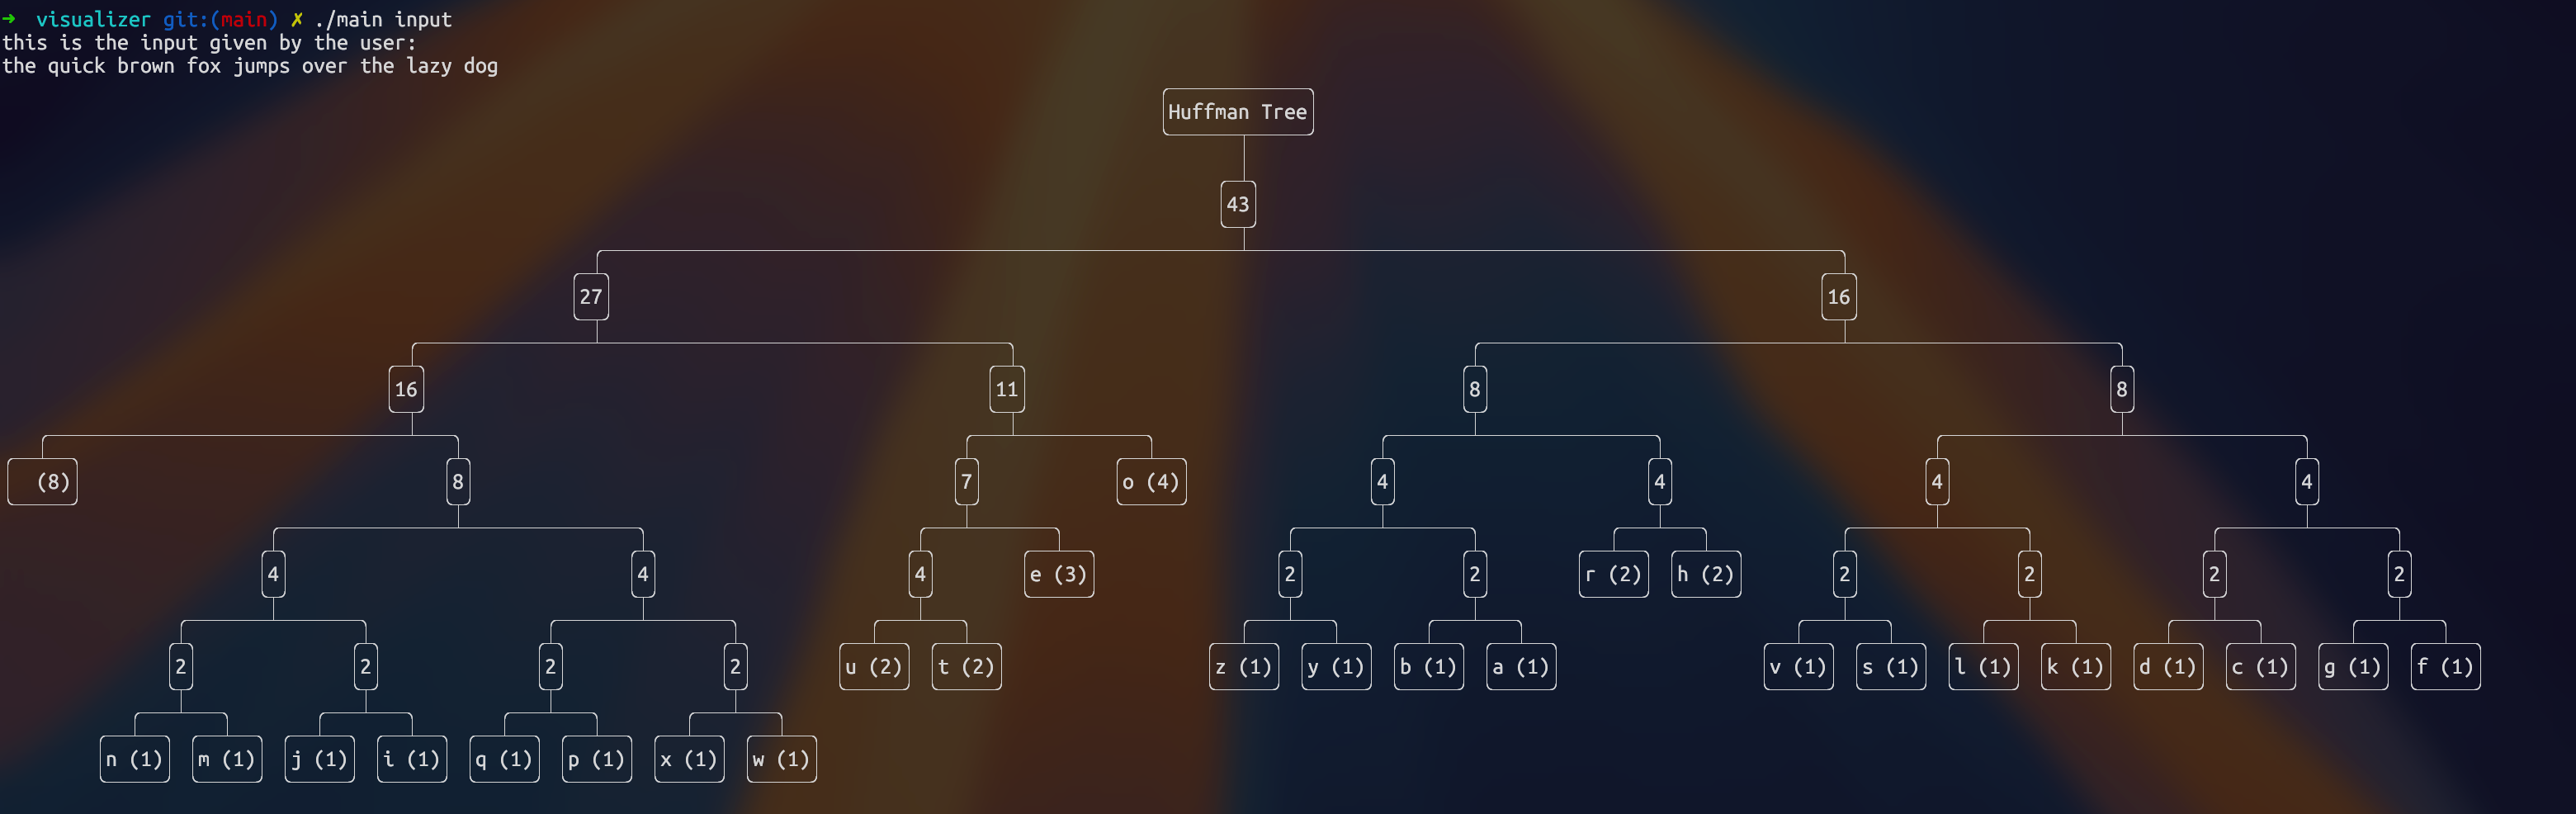 ➜  visualizer git:(main) ✗ ./main input
this is the input given by the user:
the quick brown fox jumps over the lazy dog
Huffman Tree
43
27 16
16 11 8 8
(8) 8 7 o (4) 4 4 4 4
4 4 4 e (3) 2 2 r (2) h (2) 2 2 2 2
2 2 2 2 u (2) t (2) z (1) y (1) b (1) a (1) v (1) s (1) l (1) k (1) d (1) c (1) g (1) f (1)
n (1) m (1) j (1) i (1) q (1) p (1) x (1) w (1)